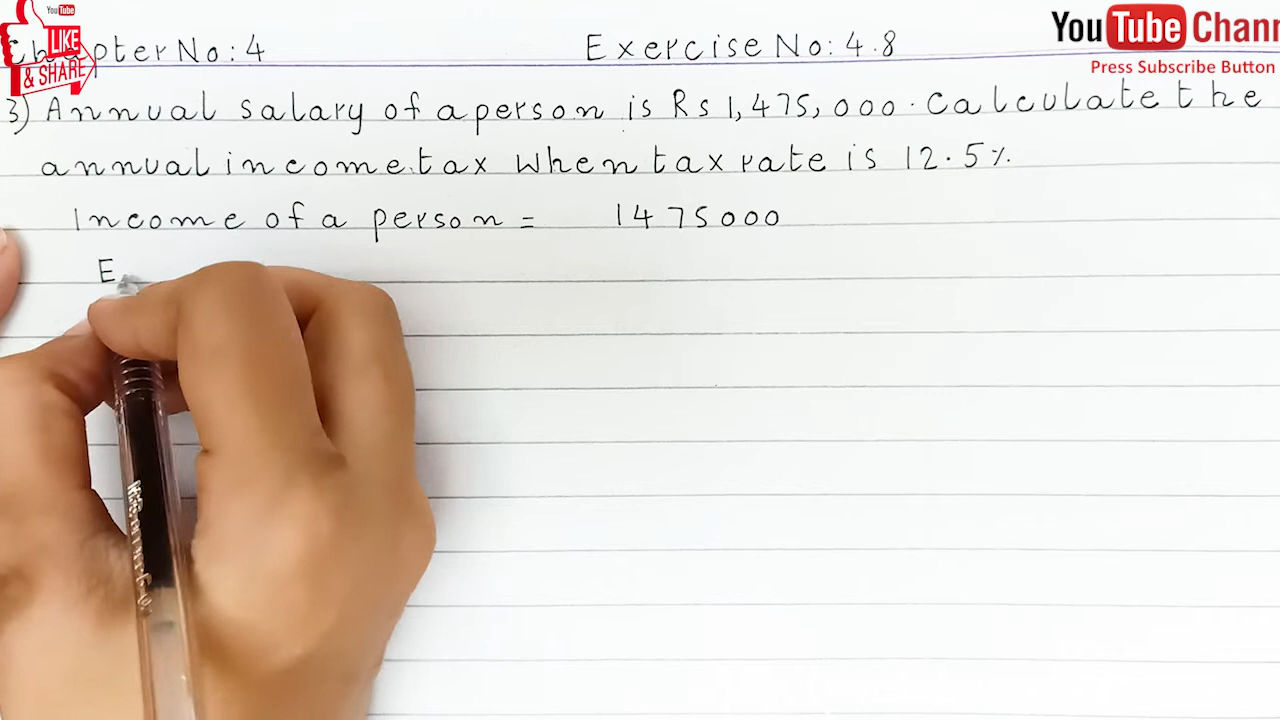 YouTube
LIKE
& SHARE
Chapter No: 4
Exercise No: 4.8
YouTube Chann
Press Subscribe Button
3) Annual salary of a person is Rs 1,475,000. Calculate the
annual income tax when tax rate is 12.5%.
Income of a person = 1475000
E